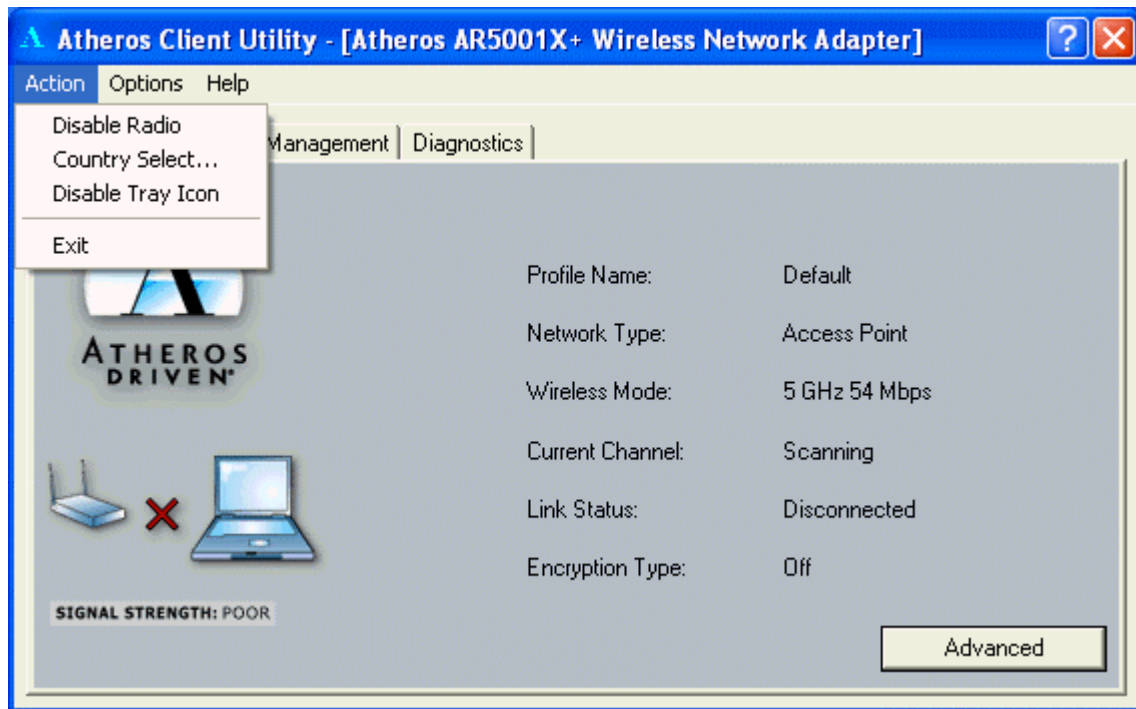 Atheros Client Utility - [Atheros AR5001X+ Wireless Network Adapter]
Action Options Help
Disable Radio
Country Select...
Disable Tray Icon
Exit
Management Diagnostics
ATHEROS
DRIVEN
Profile Name: Default
Network Type: Access Point
Wireless Mode: 5 GHz 54 Mbps
Current Channel: Scanning
Link Status: Disconnected
Encryption Type: Off
SIGNAL STRENGTH: POOR
Advanced